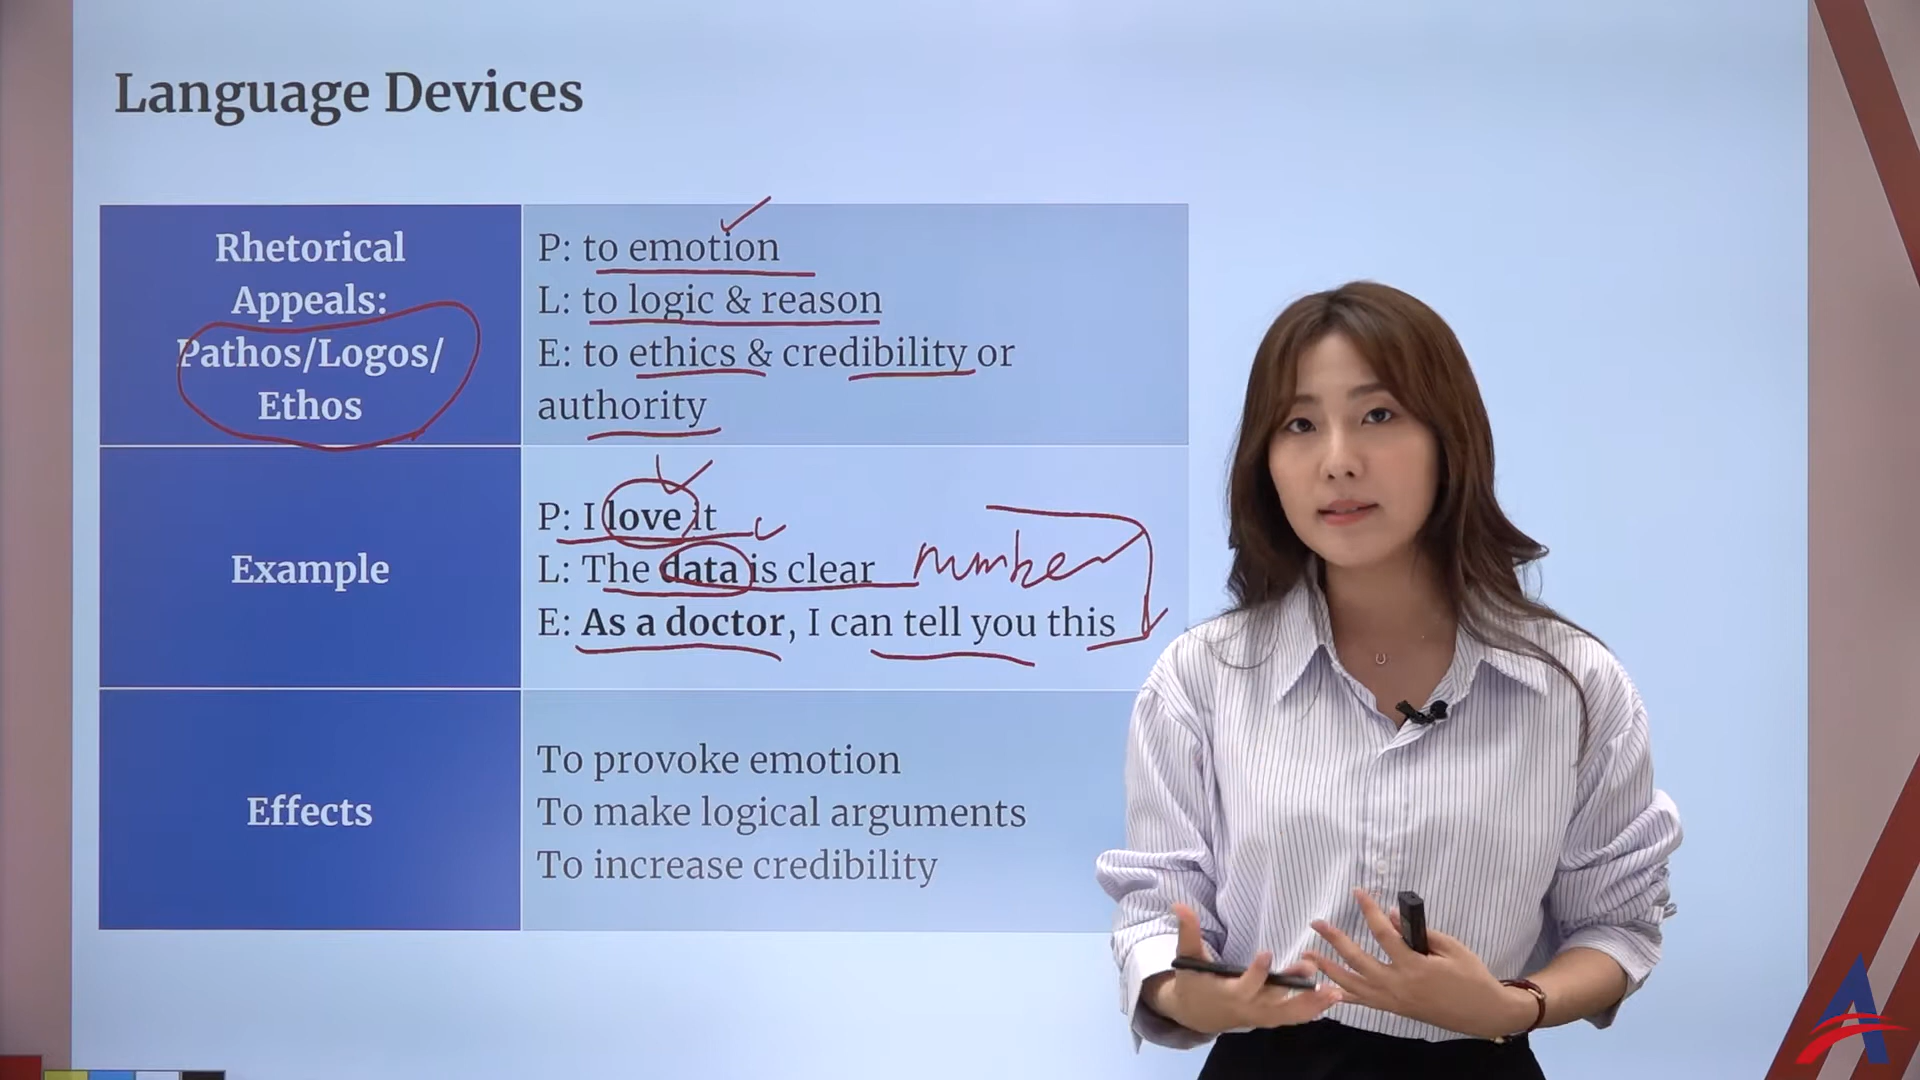 Language Devices
Rhetorical
Appeals:
Pathos/Logos/
Ethos
P: to emotion
L: to logic & reason
E: to ethics & credibility or
authority
Example
P: I love it
L: The data is clear
number
E: As a doctor, I can tell you this
Effects
To provoke emotion
To make logical arguments
To increase credibility